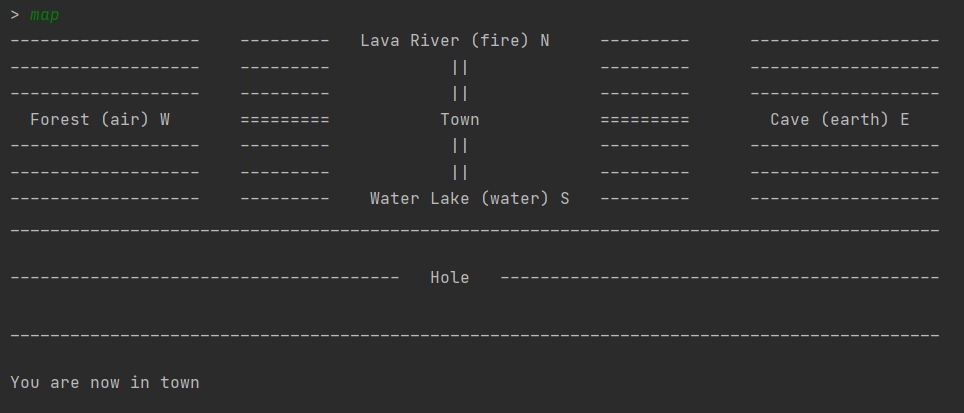 > map
-------------------    ---------   Lava River (fire) N     ---------      -------------------
-------------------    ---------            ||             ---------      -------------------
-------------------    ---------            ||             ---------      -------------------
  Forest (air) W       =========           Town            =========        Cave (earth) E
-------------------    ---------            ||             ---------      -------------------
-------------------    ---------            ||             ---------      -------------------
-------------------    ---------    Water Lake (water) S   ---------      -------------------
---------------------------------------------------------------------------------------------
---------------------------------------   Hole   --------------------------------------------
---------------------------------------------------------------------------------------------
You are now in town